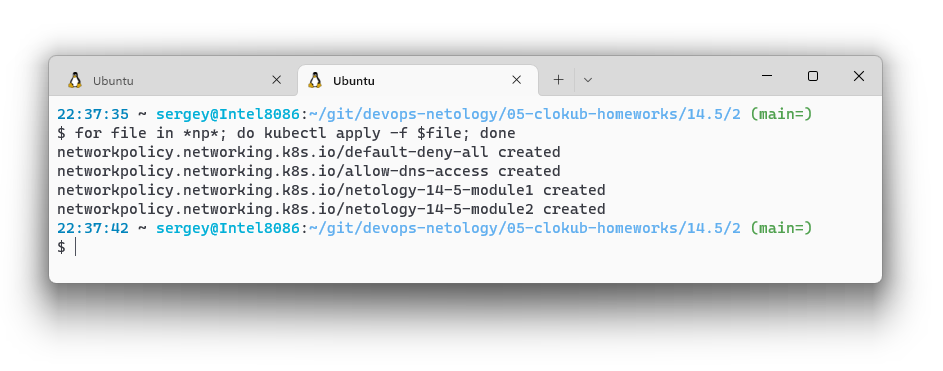 Ubuntu
Ubuntu
22:37:35 ~ sergey@Intel8086:~/git/devops-netology/05-clokub-homeworks/14.5/2 (main=)
$ for file in *np*; do kubectl apply -f $file; done
networkpolicy.networking.k8s.io/default-deny-all created
networkpolicy.networking.k8s.io/allow-dns-access created
networkpolicy.networking.k8s.io/netology-14-5-module1 created
networkpolicy.networking.k8s.io/netology-14-5-module2 created
22:37:42 ~ sergey@Intel8086:~/git/devops-netology/05-clokub-homeworks/14.5/2 (main=)
$